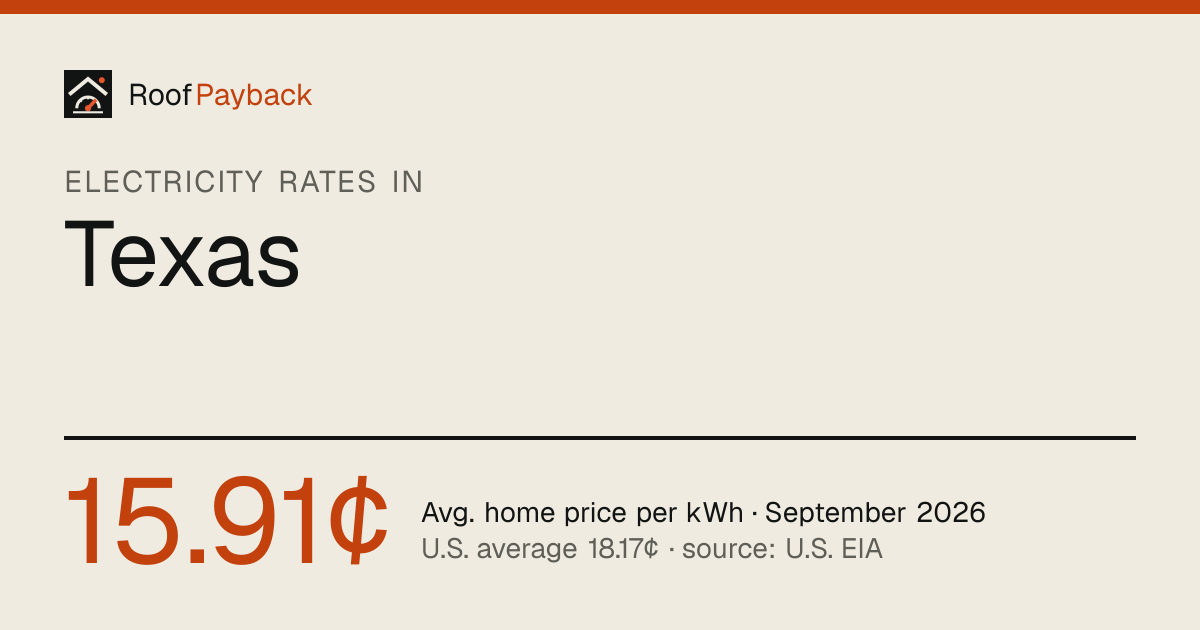 RoofPayback
ELECTRICITY RATES IN
Texas
15.91¢
Avg. home price per kWh · September 2026
U.S. average 18.17¢ · source: U.S. EIA